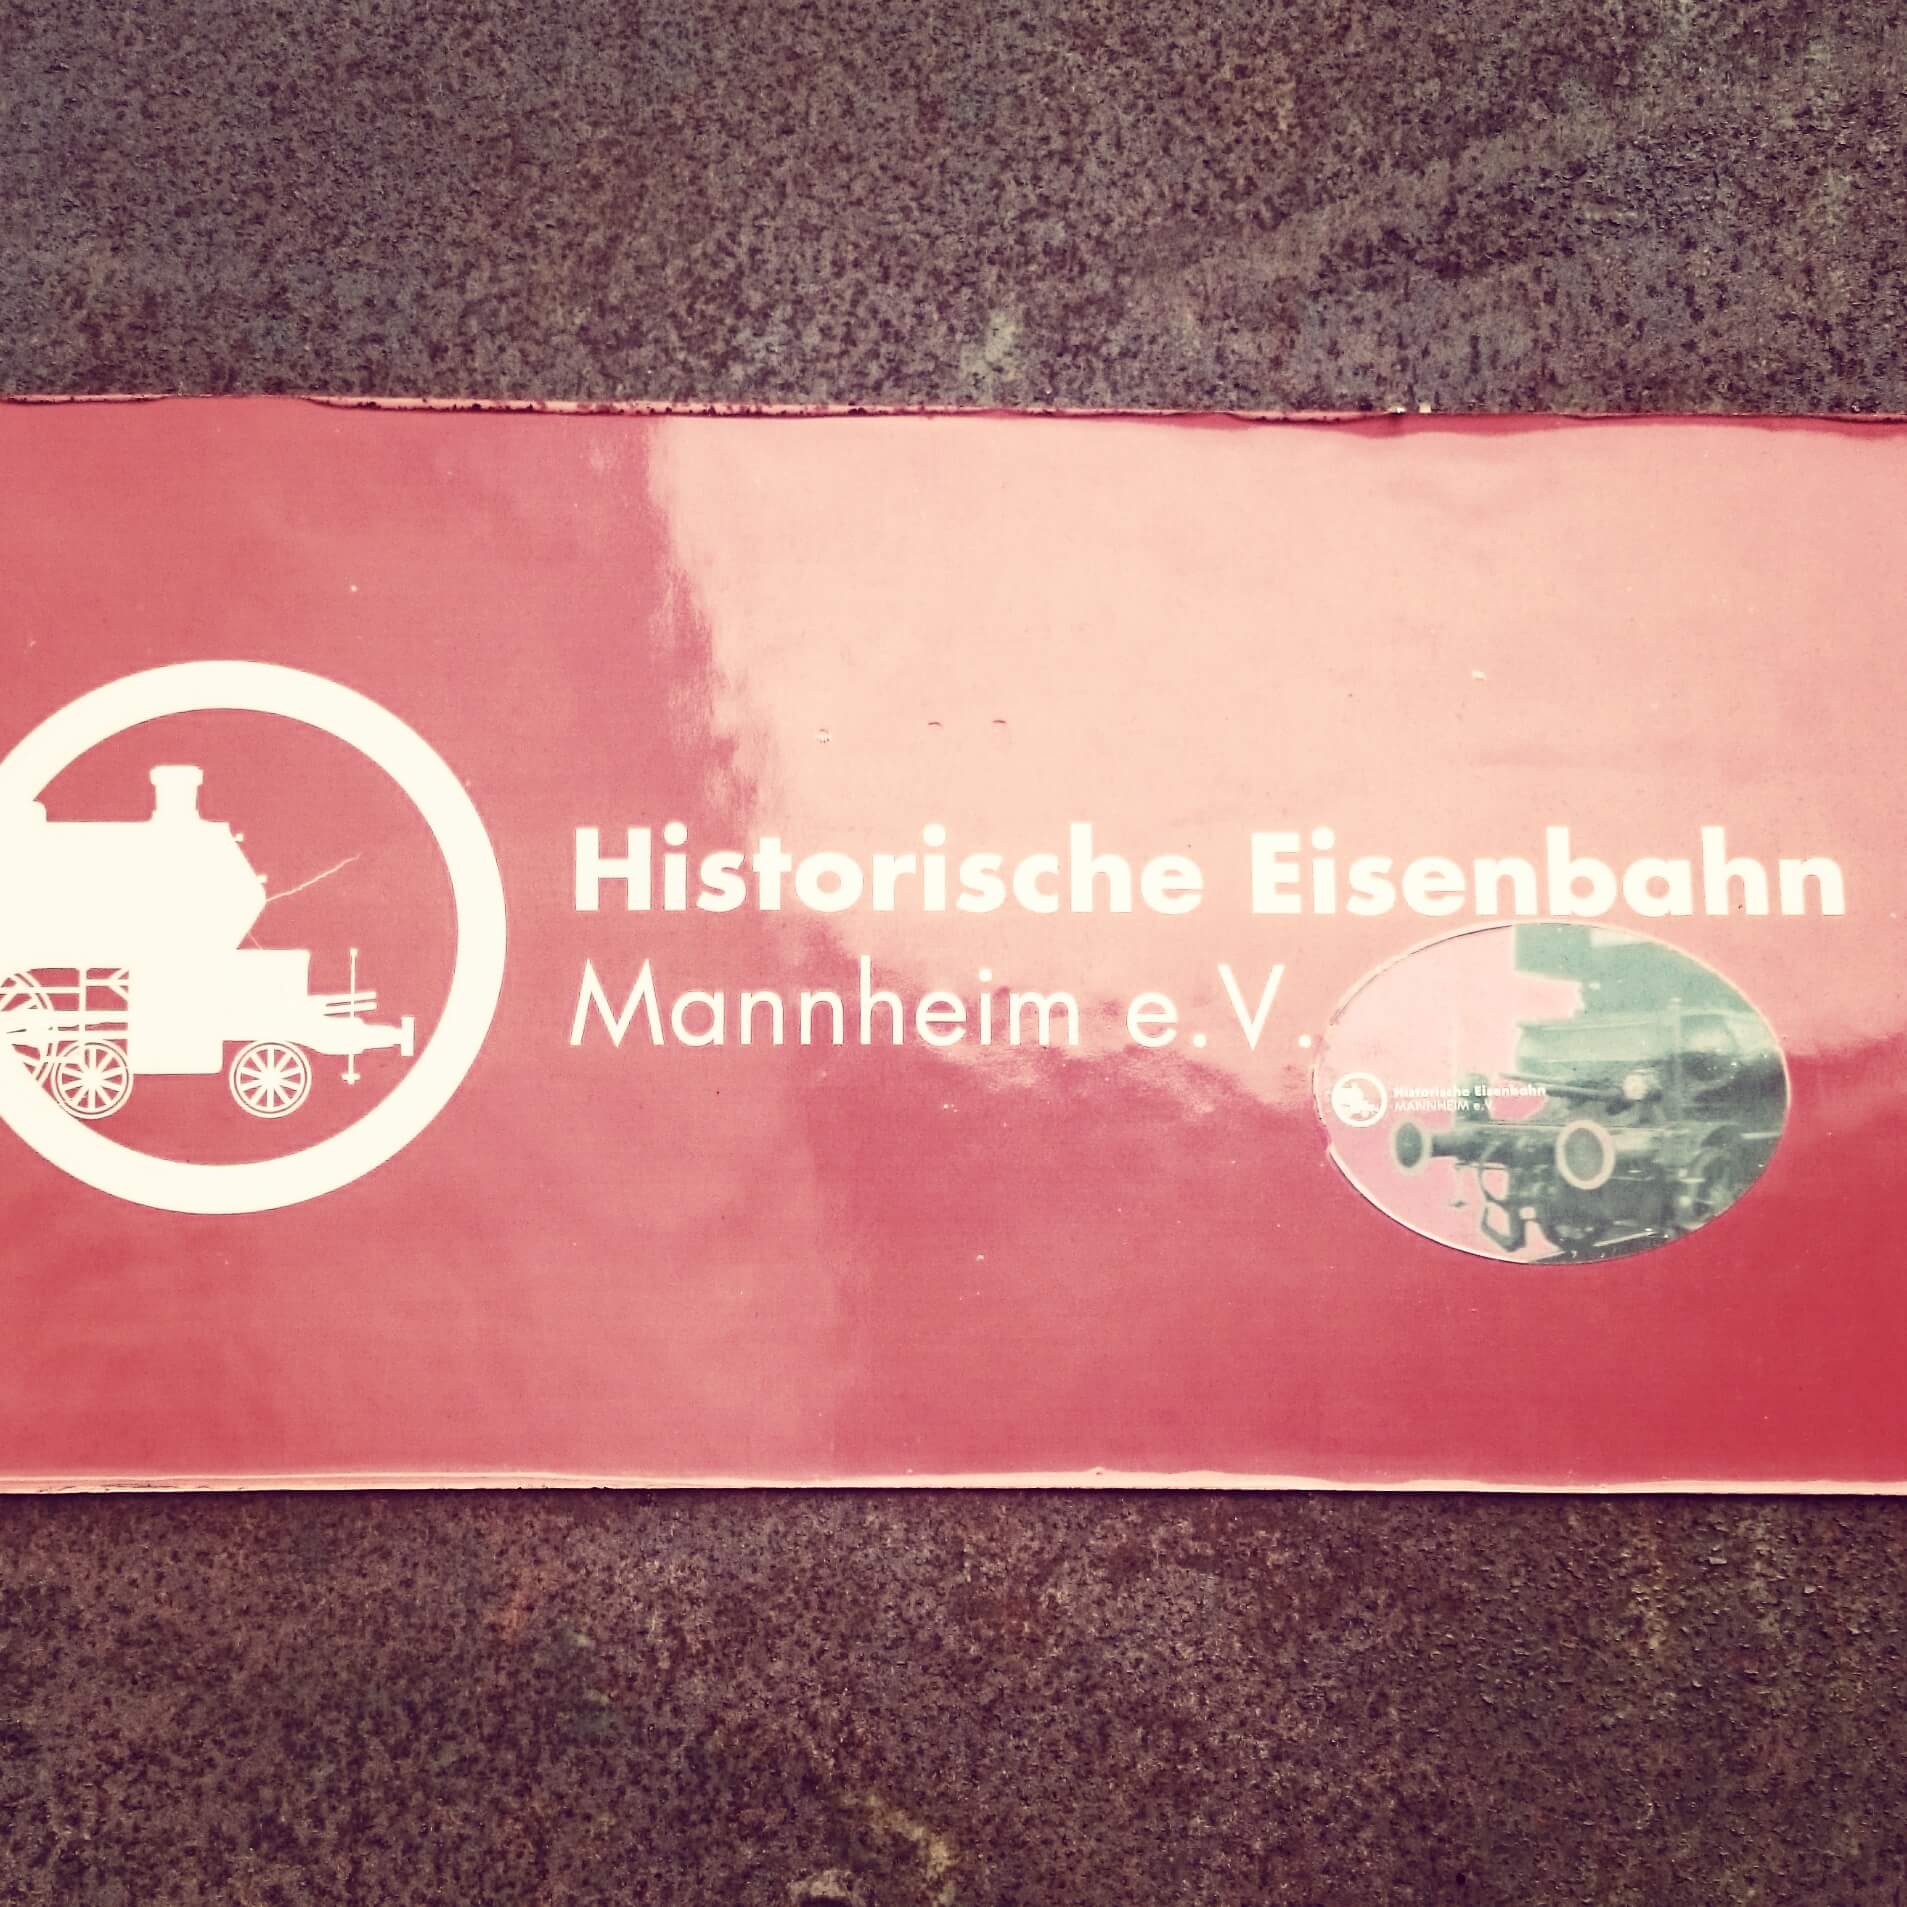 Historische Eisenbahn
Mannheim e.V.
Historische Eisenbahn
MANNHEIM e.V.